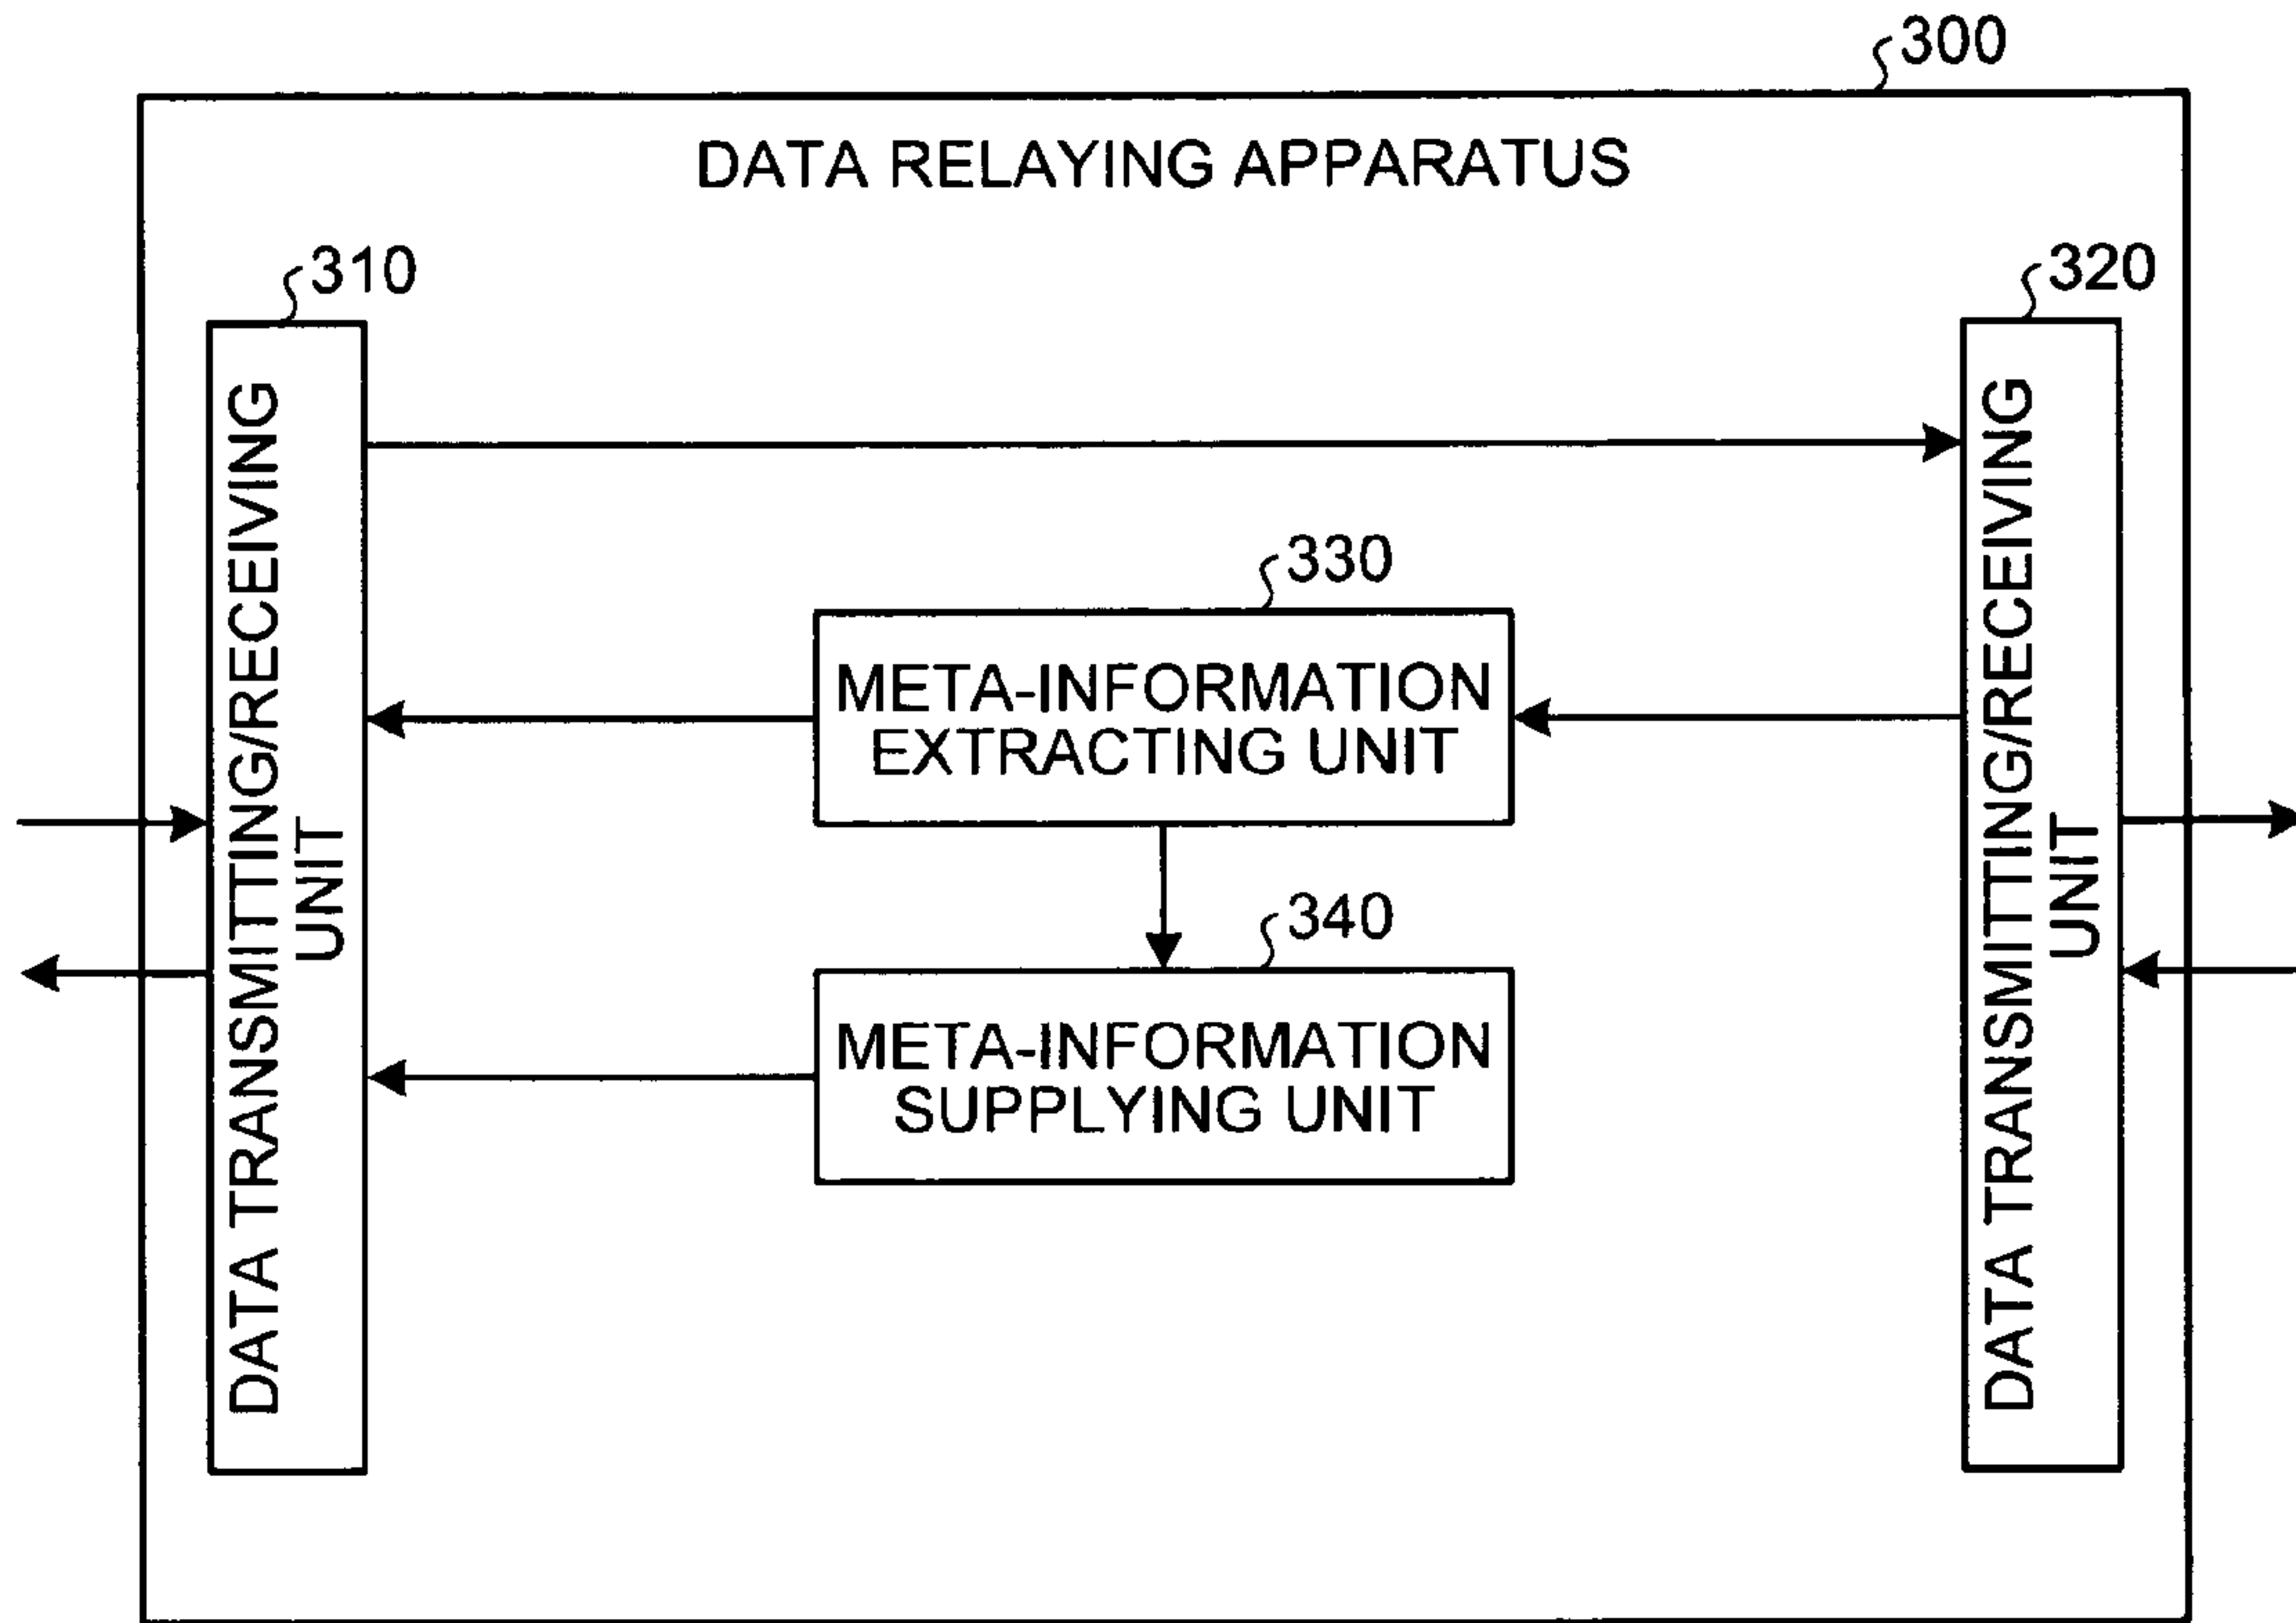 300
DATA RELAYING APPARATUS
310
320
DATA TRANSMITTING/RECEIVING
UNIT
330
META-INFORMATION
EXTRACTING UNIT
340
META-INFORMATION
SUPPLYING UNIT
DATA TRANSMITTING/RECEIVING
UNIT